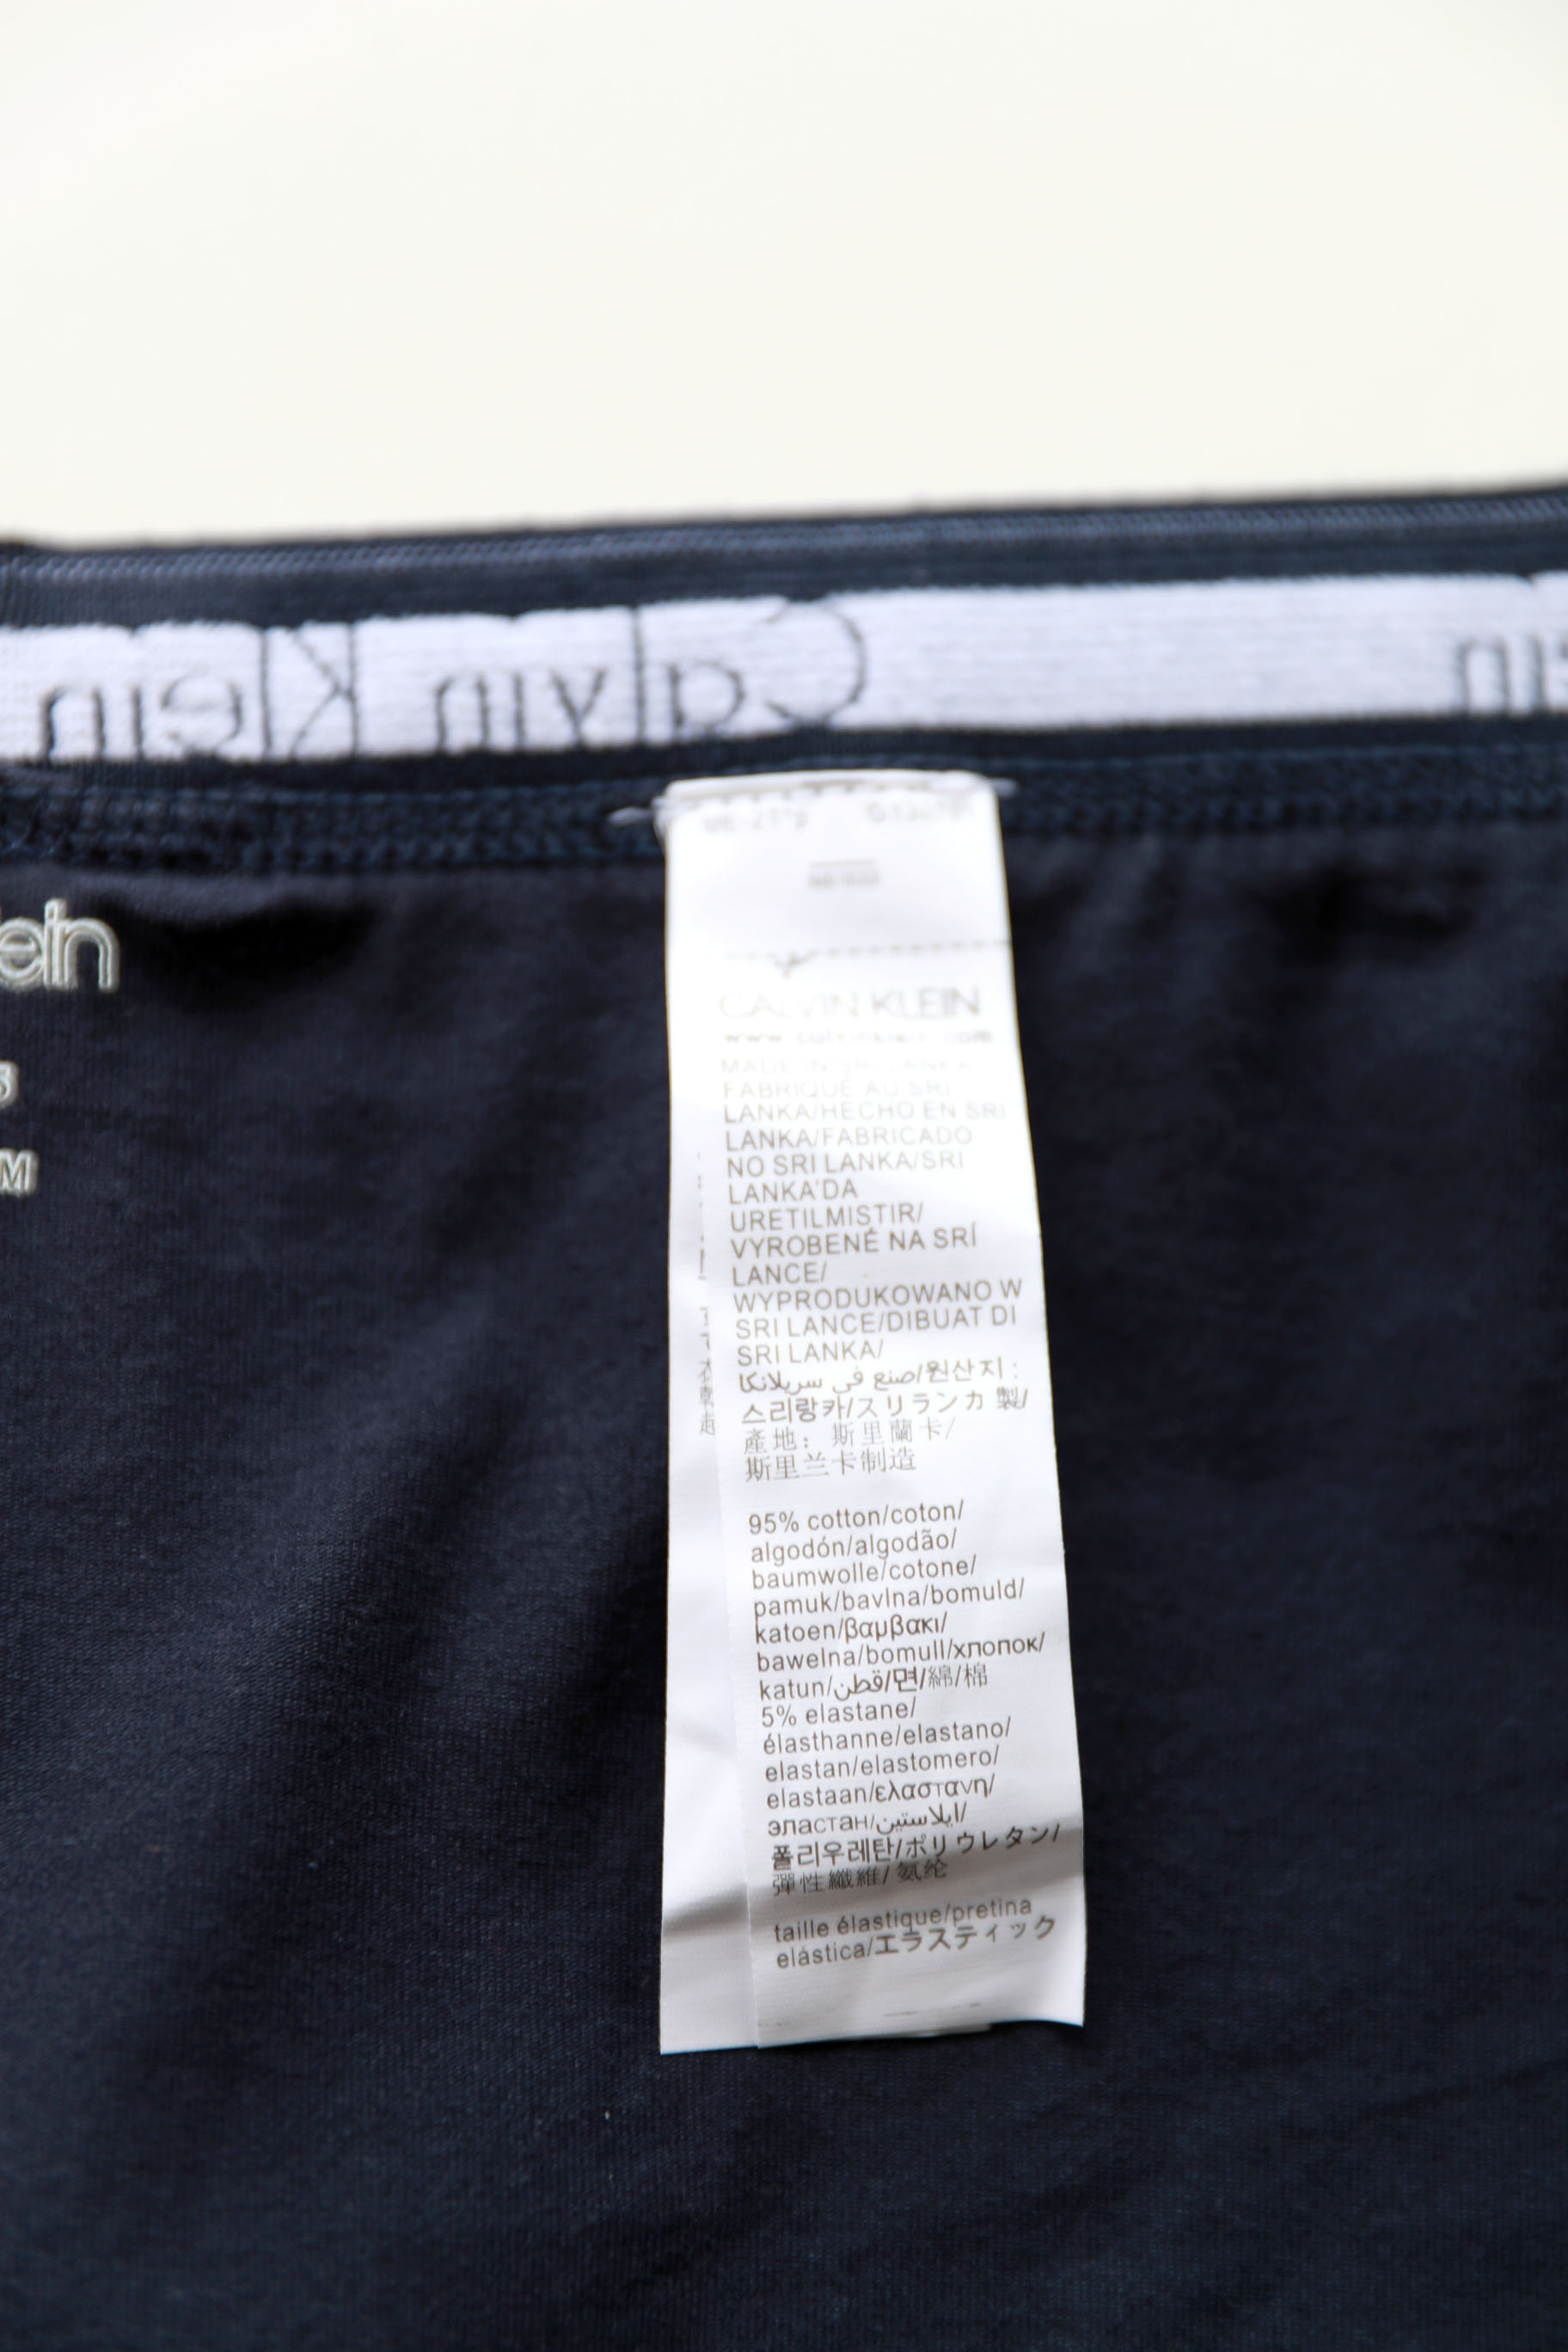 Calvin Klein
CALVIN KLEIN
www.calvinklein.com
MADE IN SRI LANKA
FABRIQUÉ AU SRI
LANKA/HECHO EN SRI
LANKA/FABRICADO
NO SRI LANKA/SRI
LANKA'DA
URETILMISTIR/
VYROBENÉ NA SRÍ
LANCE/
WYPRODUKOWANO W
SRI LANCE/DIBUAT DI
SRI LANKA/
صنع في سريلانكا/원산지:
스리랑카/スリランカ製/
產地：斯里蘭卡/
斯里兰卡制造
95% cotton/coton/
algodón/algodão/
baumwolle/cotone/
pamuk/bavlna/bomuld/
katoen/βαμβακι/
bawelna/bomull/хлопок/
katun/قطن/면/綿/棉
5% elastane/
élasthanne/elastano/
elastan/elastomero/
elastaan/ελαστανη/
эластан/ايلاستين/
폴리우레탄/ポリウレタン/
彈性纖維/氨纶
taille élastique/pretina
elástica/エラスティック
ein
M